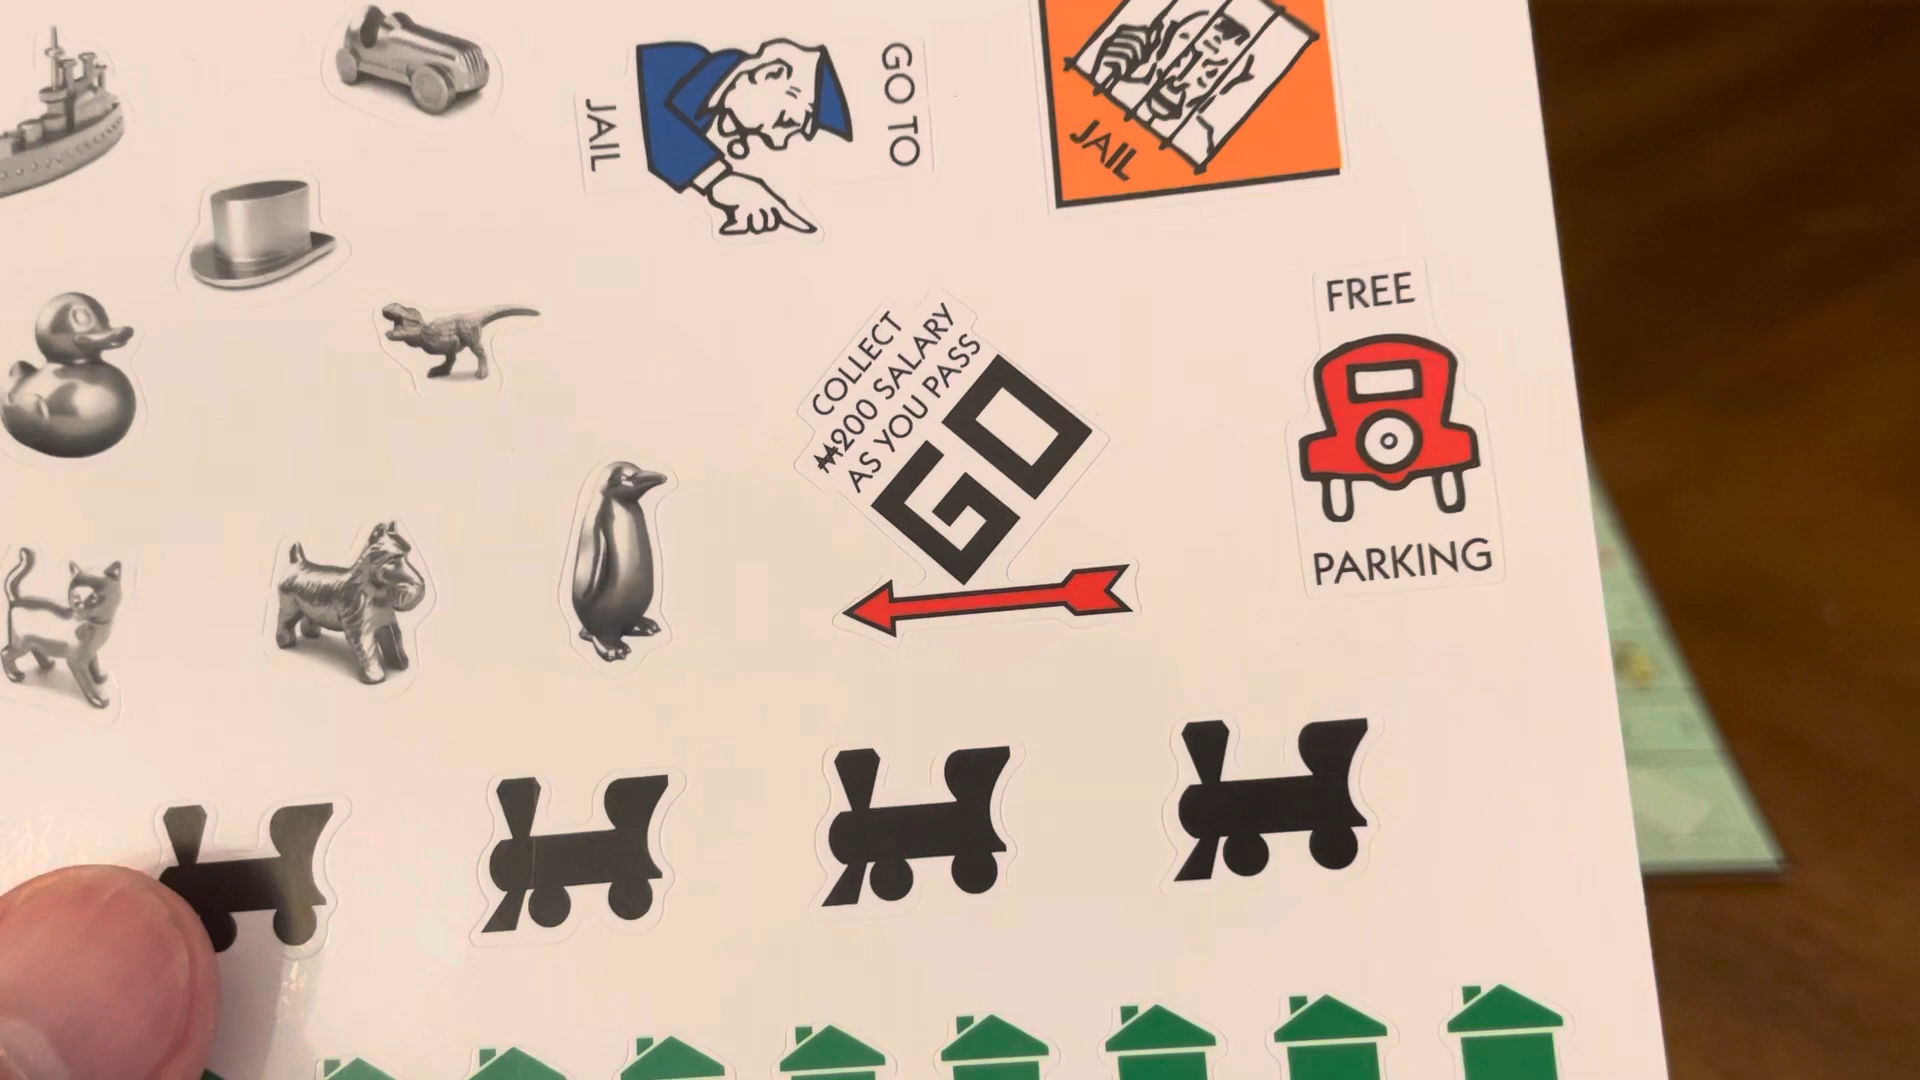 GO TO
JAIL
JAIL
COLLECT
₩200 SALARY
AS YOU PASS
GO
FREE
PARKING